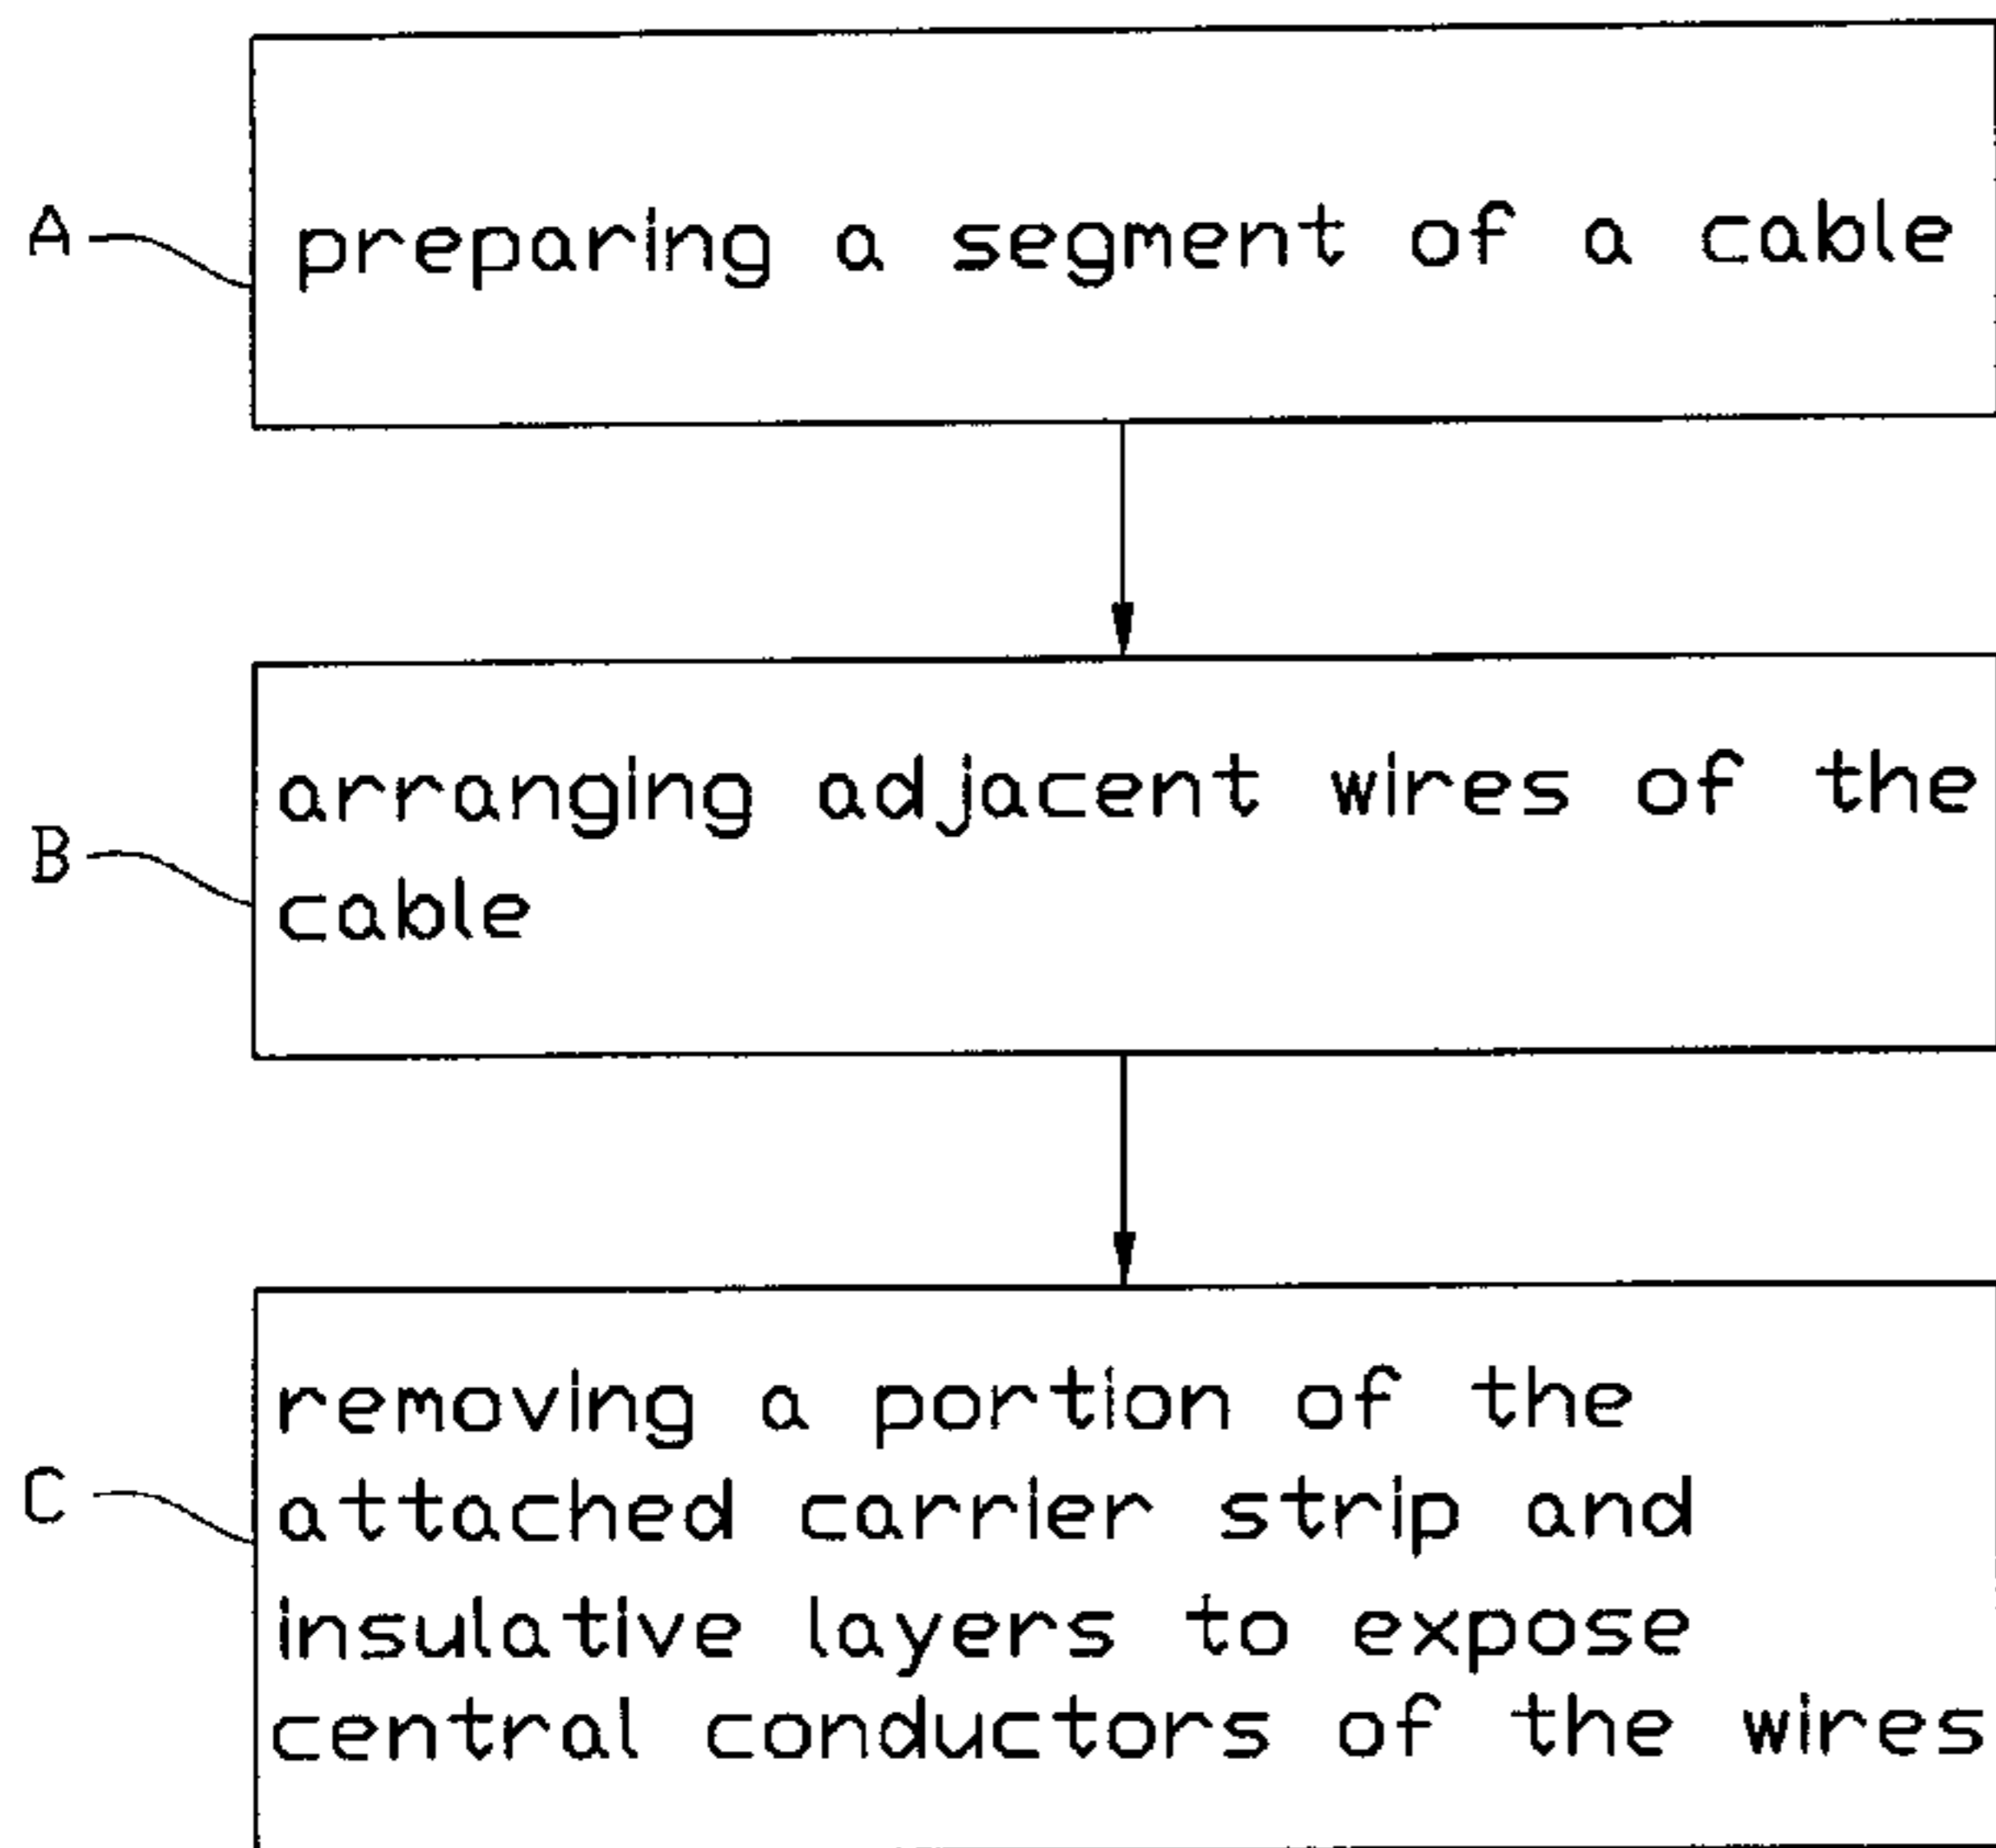 A
preparing a segment of a cable
arranging adjacent wires of the
B
cable
removing a portion of the
C
attached carrier strip and
insulative layers to expose
central conductors of the wires